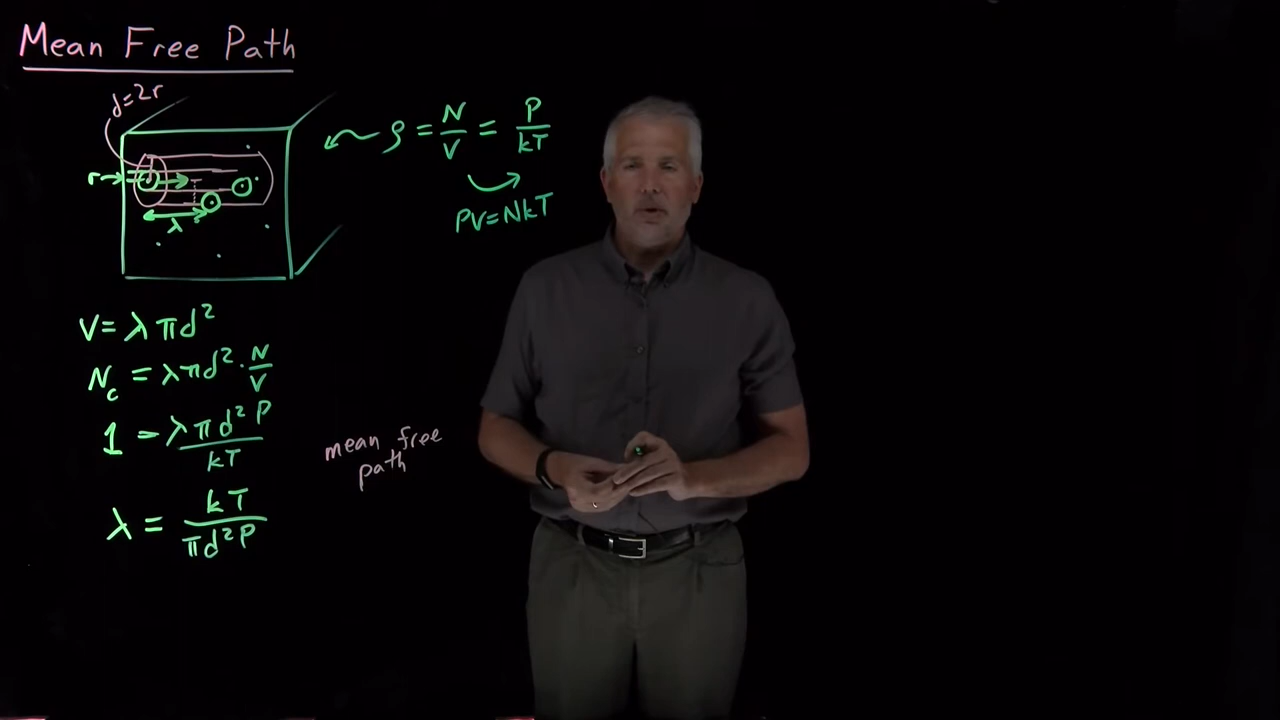 Mean Free Path
d=2r
r→
λ
ρ = N/V = P/kT
PV=NkT
V= λπd²
N_c = λπd² · N/V
1 = λπd²P/kT
λ = kT/πd²P
mean free
path